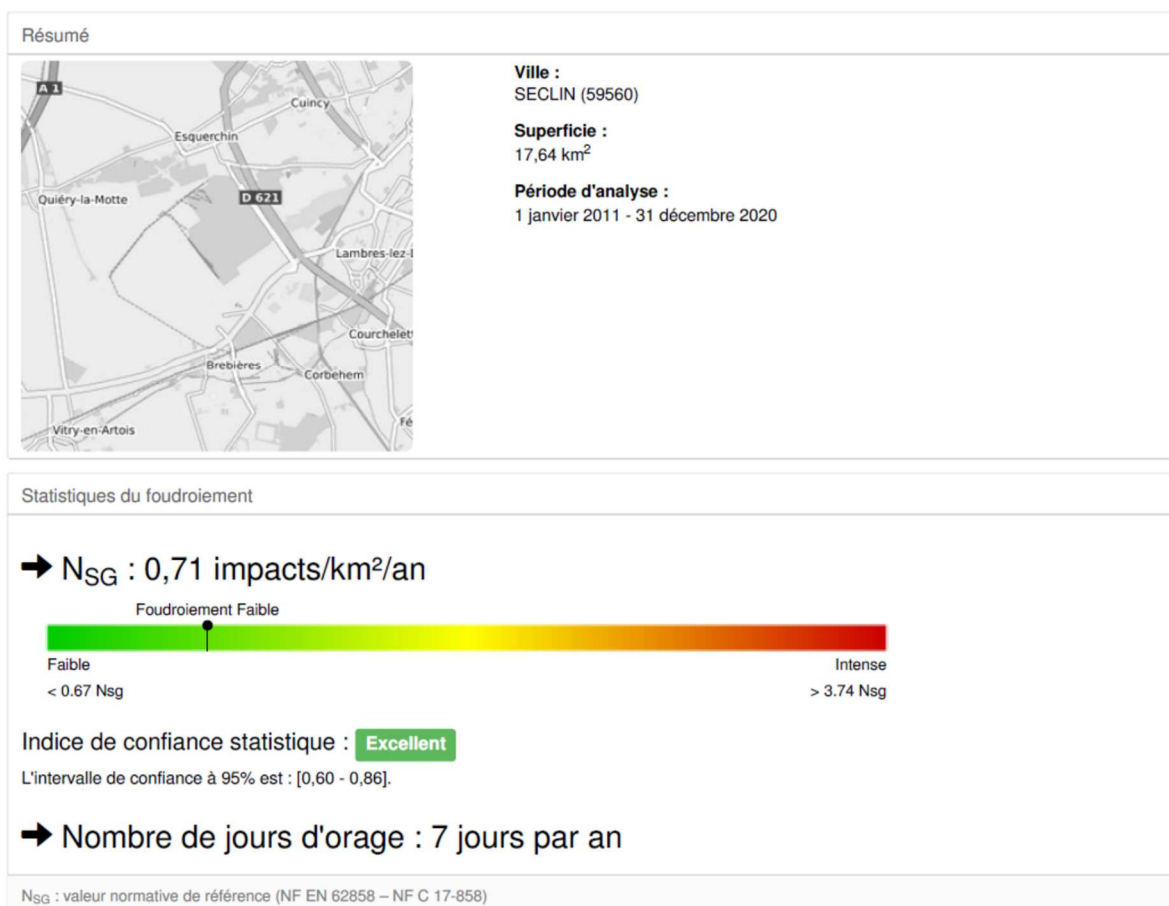 Résumé
A 1
Cuincy
Esquerchin
Quiéry-la-Motte
D 621
Lambres-lez-
Courchelet
Brebières
Corbehem
Vitry-en-Artois
Fé
Ville :
SECLIN (59560)
Superficie :
17,64 km²
Période d'analyse :
1 janvier 2011 - 31 décembre 2020
Statistiques du foudroiement
➔ NSG : 0,71 impacts/km²/an
Foudroiement Faible
Faible Intense
< 0.67 Nsg > 3.74 Nsg
Indice de confiance statistique : Excellent
L'intervalle de confiance à 95% est : [0,60 - 0,86].
➔ Nombre de jours d'orage : 7 jours par an
NSG : valeur normative de référence (NF EN 62858 – NF C 17-858)